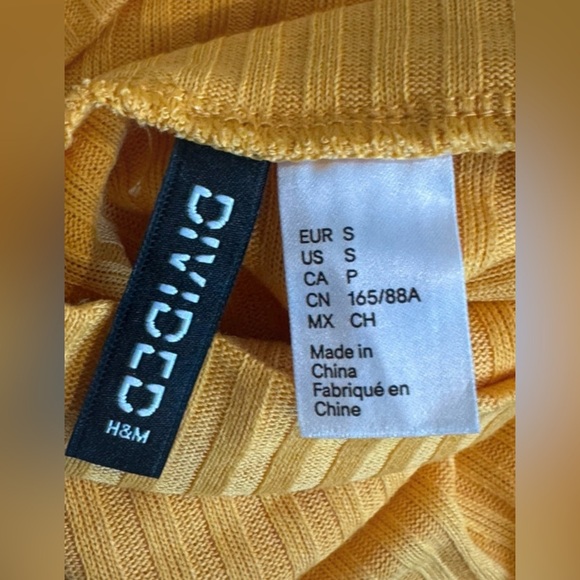 DIVIDED
H&M
EUR S
US S
CA P
CN 165/88A
MX CH
Made in
China
Fabriqué en
Chine